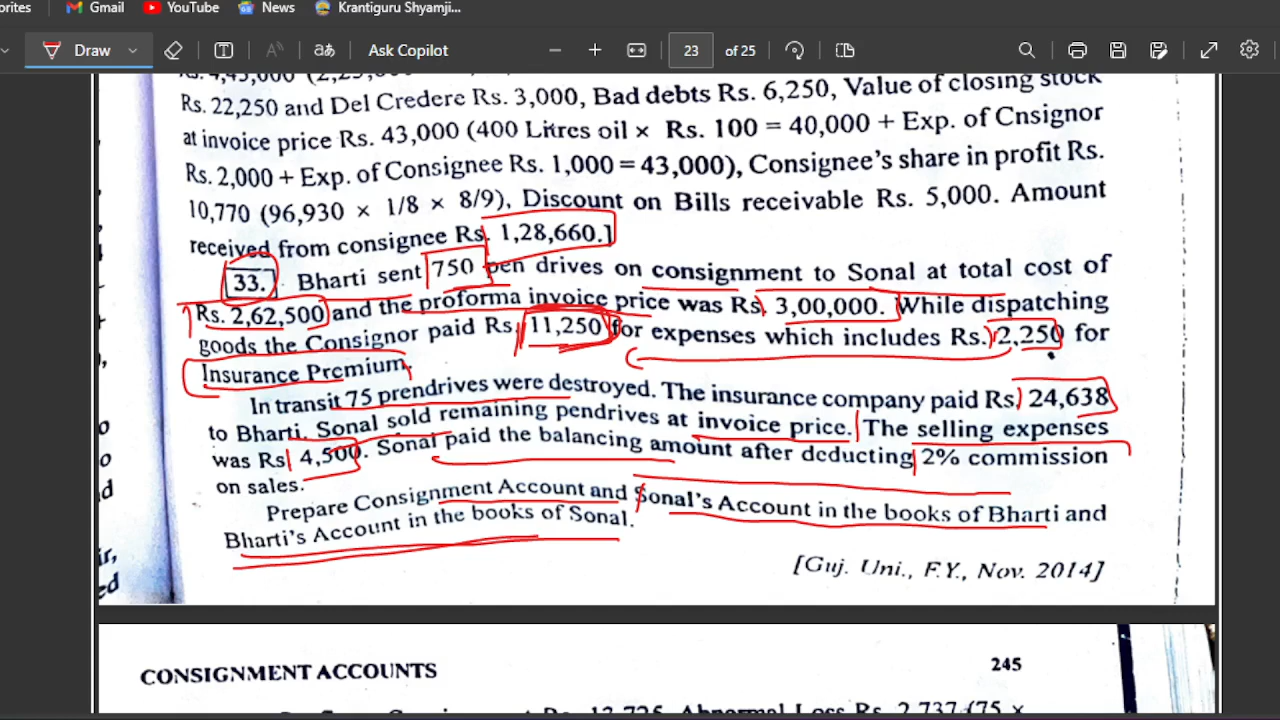 orites Gmail YouTube News Krantiguru Shyamji...
Draw aあ Ask Copilot 23 of 25
Rs. 22,250 and Del Credere Rs. 3,000, Bad debts Rs. 6,250, Value of closing stock
at invoice price Rs. 43,000 (400 Litres oil × Rs. 100 = 40,000 + Exp. of Cnsignor
Rs. 2,000 + Exp. of Consignee Rs. 1,000 = 43,000), Consignee's share in profit Rs.
10,770 (96,930 × 1/8 × 8/9), Discount on Bills receivable Rs. 5,000. Amount
received from consignee Rs. 1,28,660.]
33. Bharti sent 750 pen drives on consignment to Sonal at total cost of
Rs. 2,62,500 and the proforma invoice price was Rs. 3,00,000. While dispatching
goods the Consignor paid Rs. 11,250 for expenses which includes Rs. 2,250 for
Insurance Premium.
In transit 75 prendrives were destroyed. The insurance company paid Rs. 24,638
to Bharti. Sonal sold remaining pendrives at invoice price. The selling expenses
was Rs. 4,500. Sonal paid the balancing amount after deducting 2% commission
on sales.
Prepare Consignment Account and Sonal's Account in the books of Bharti and
Bharti's Account in the books of Sonal.
[Guj. Uni., F.Y., Nov. 2014]
CONSIGNMENT ACCOUNTS 245